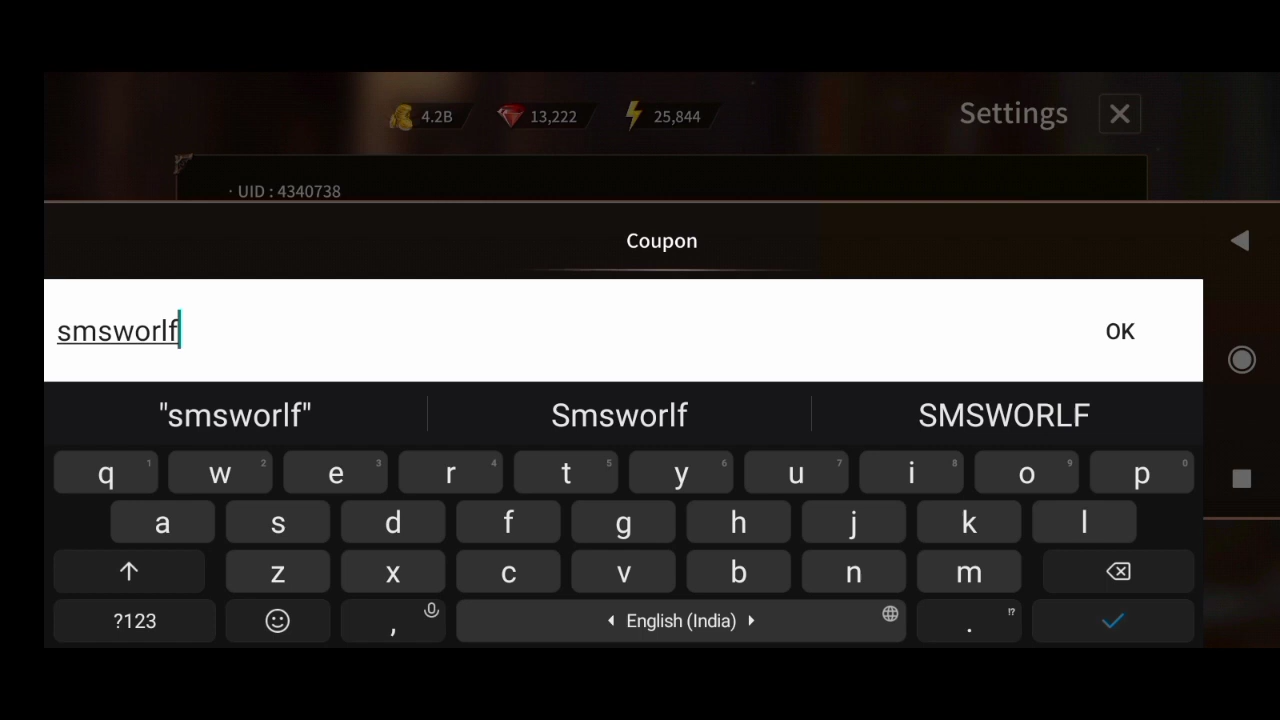 4.2B 13,222 25,844 Settings
· UID : 4340738
Coupon
smsworlf OK
"smsworlf" Smsworlf SMSWORLF
q 1 w 2 e 3 r 4 t 5 y 6 u 7 i 8 o 9 p 0
a s d f g h j k l
z x c v b n m
?123 , English (India) . !?